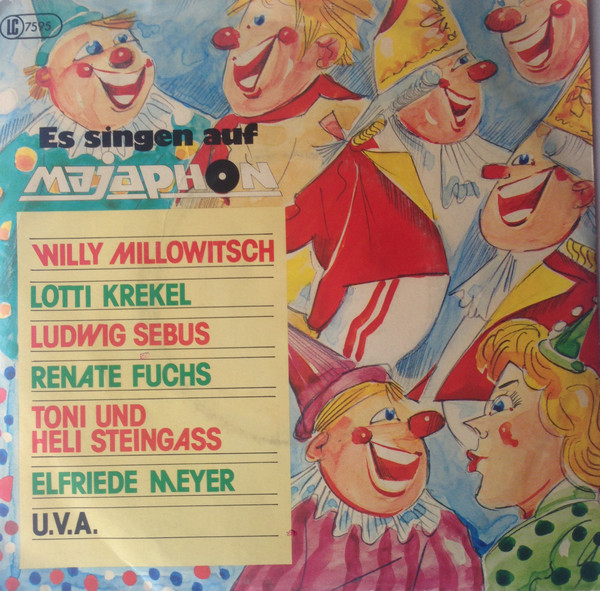 LC 7595
Es singen auf
MAJAPHON
WILLY MILLOWITSCH
LOTTI KREKEL
LUDWIG SEBUS
RENATE FUCHS
TONI UND
HELI STEINGASS
ELFRIEDE MEYER
U.V.A.